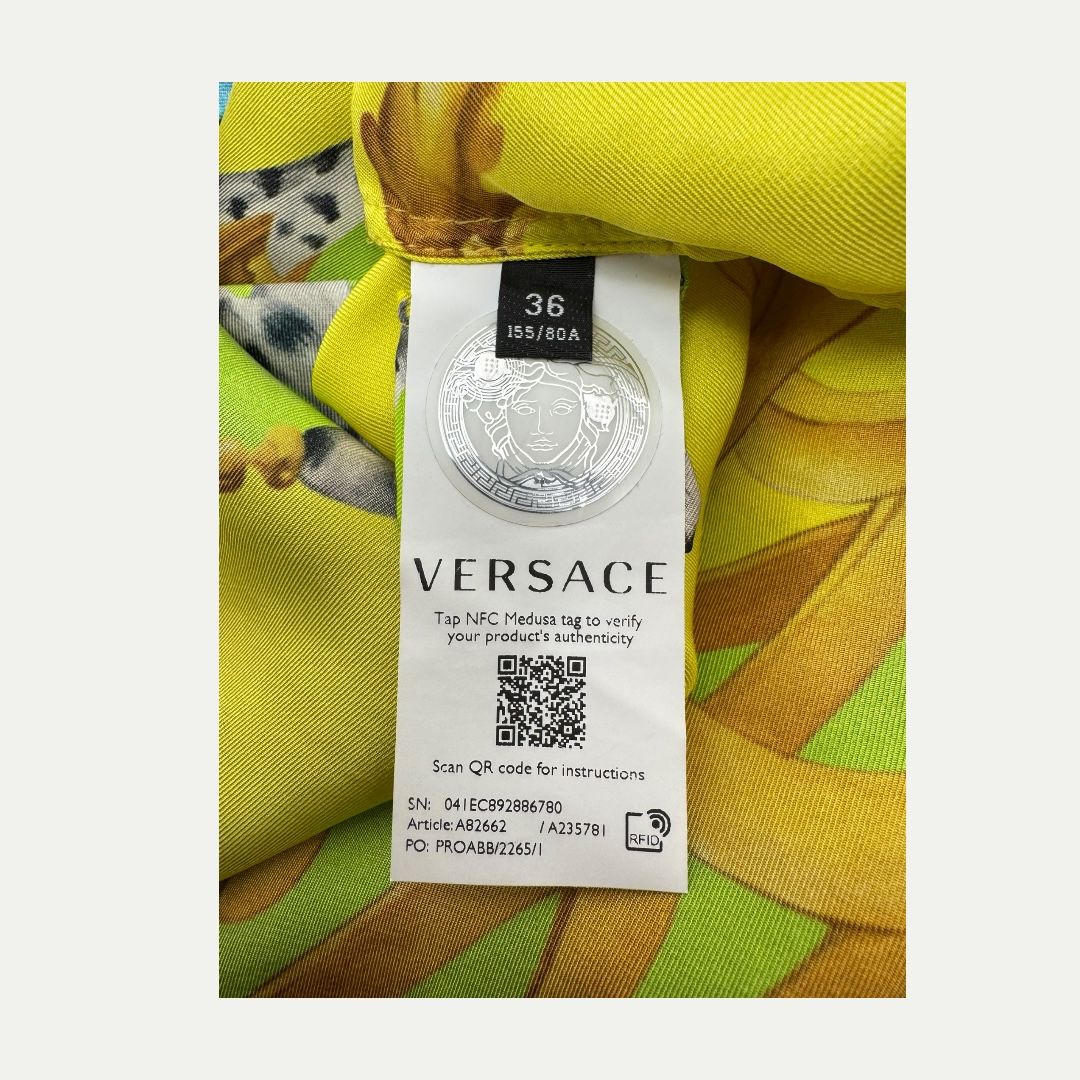 36
155/80A
VERSACE
Tap NFC Medusa tag to verify
your product's authenticity
Scan QR code for instructions
SN: 041EC892886780
Article: A82662 / A235781
PO: PROABB/2265/1
RFID